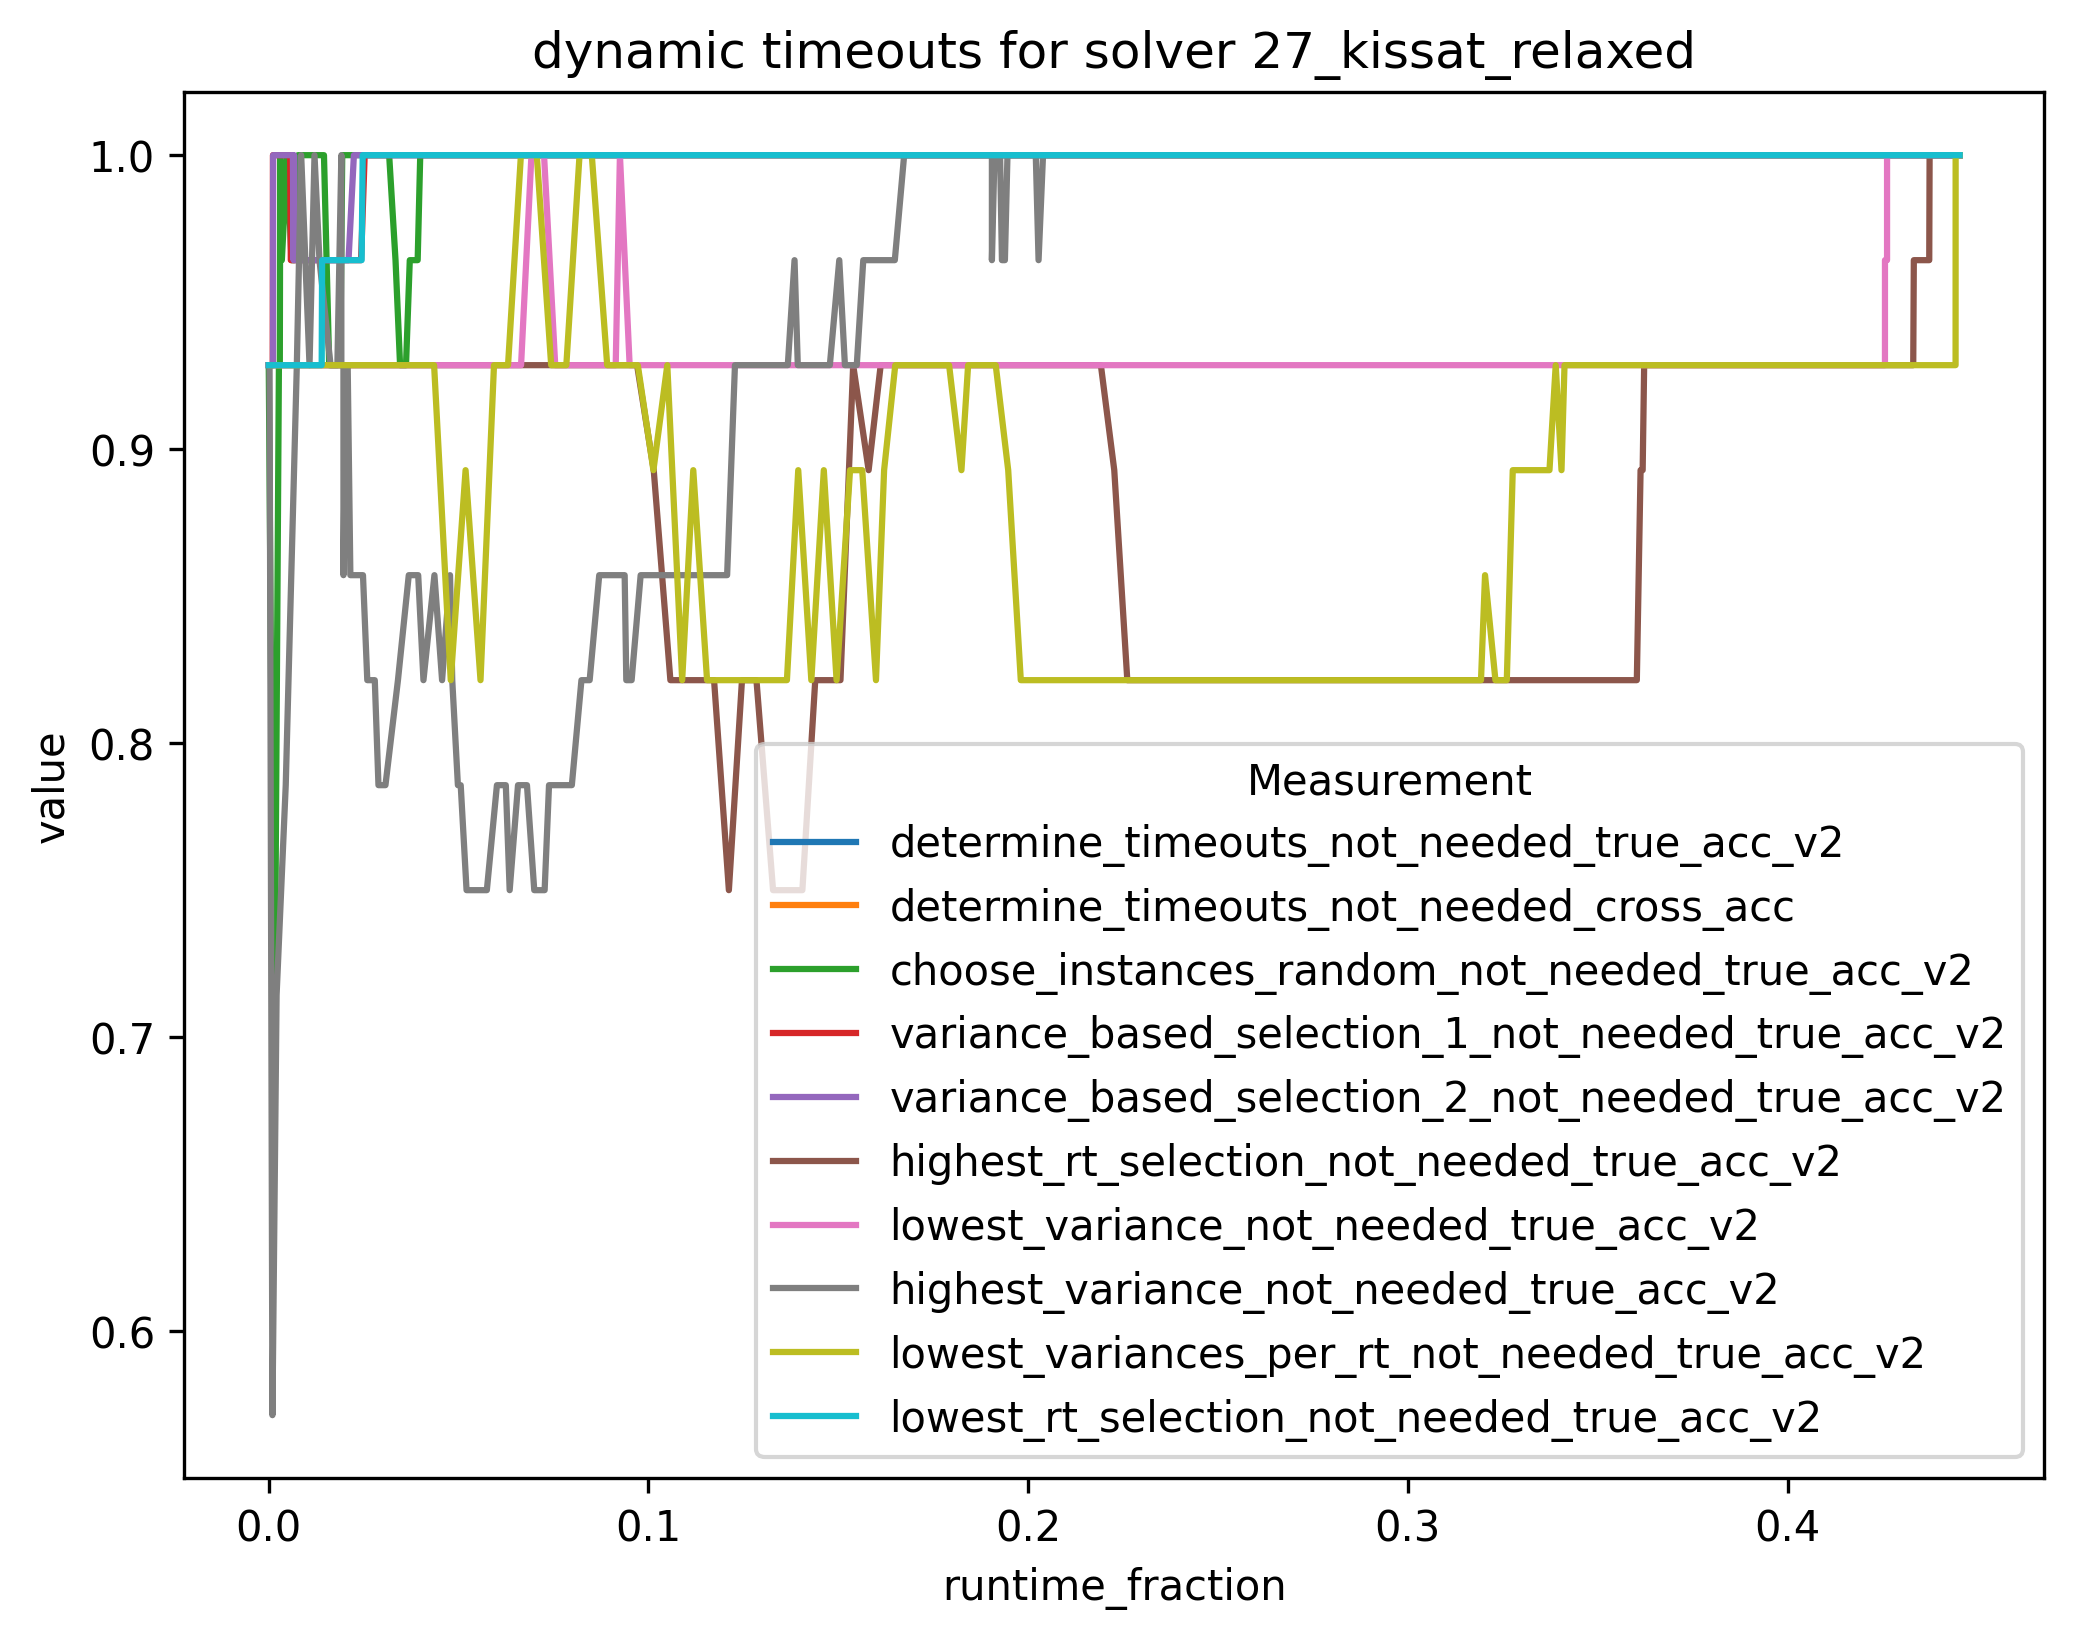 dynamic timeouts for solver 27_kissat_relaxed
value
1.0
0.9
0.8
0.7
0.6
Measurement
determine_timeouts_not_needed_true_acc_v2
determine_timeouts_not_needed_cross_acc
choose_instances_random_not_needed_true_acc_v2
variance_based_selection_1_not_needed_true_acc_v2
variance_based_selection_2_not_needed_true_acc_v2
highest_rt_selection_not_needed_true_acc_v2
lowest_variance_not_needed_true_acc_v2
highest_variance_not_needed_true_acc_v2
lowest_variances_per_rt_not_needed_true_acc_v2
lowest_rt_selection_not_needed_true_acc_v2
0.0 0.1 0.2 0.3 0.4
runtime_fraction